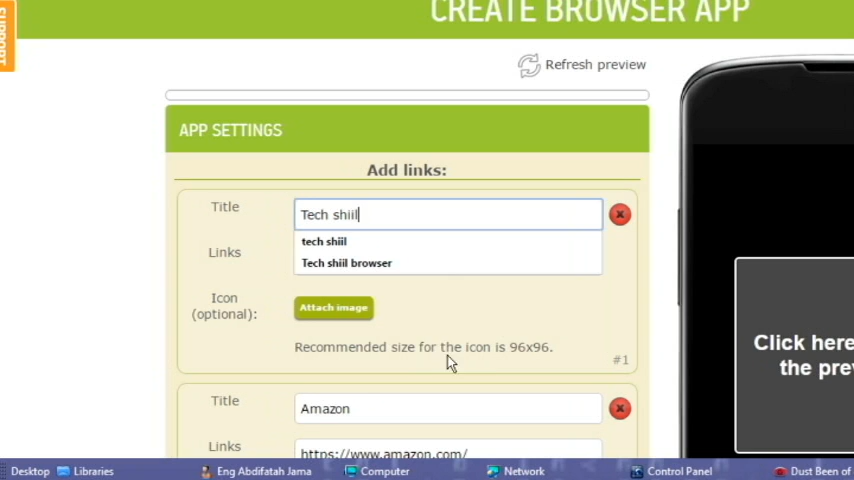 CREATE BROWSER APP
Support
Refresh preview
APP SETTINGS
Add links:
Title
Tech shiil
tech shiil
Links
Tech shiil browser
Icon
(optional):
Attach image
Recommended size for the icon is 96x96.
#1
Click here
the prev
Title
Amazon
Links
https://www.amazon.com/
Desktop
Libraries
Eng Abdifatah Jama
Computer
Network
Control Panel
Dust Been of